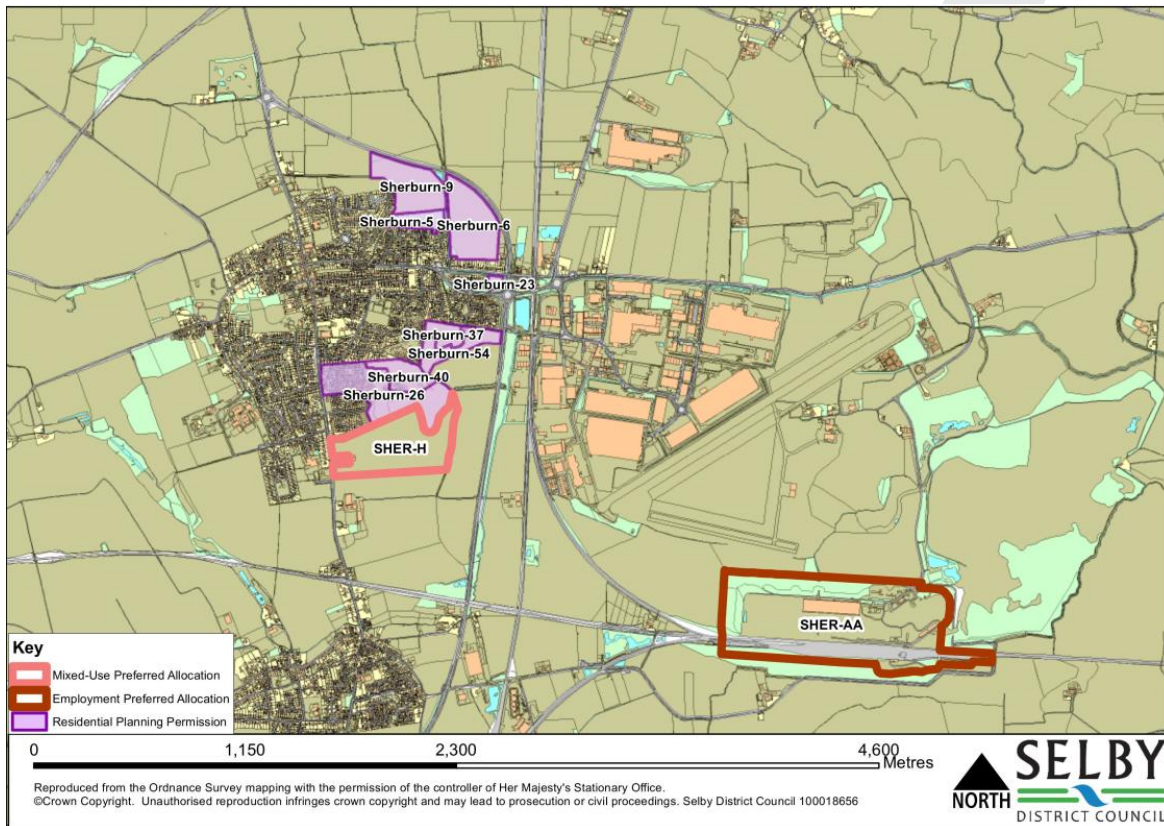 Sherburn-9
Sherburn-5
Sherburn-6
Sherburn-23
Sherburn-37
Sherburn-54
Sherburn-40
Sherburn-26
SHER-H
SHER-AA
Key
Mixed-Use Preferred Allocation
Employment Preferred Allocation
Residential Planning Permission
0 1,150 2,300 4,600
Metres
Reproduced from the Ordnance Survey mapping with the permission of the controller of Her Majesty's Stationary Office.
©Crown Copyright. Unauthorised reproduction infringes crown copyright and may lead to prosecution or civil proceedings. Selby District Council 100018656
NORTH
SELBY
DISTRICT COUNCIL